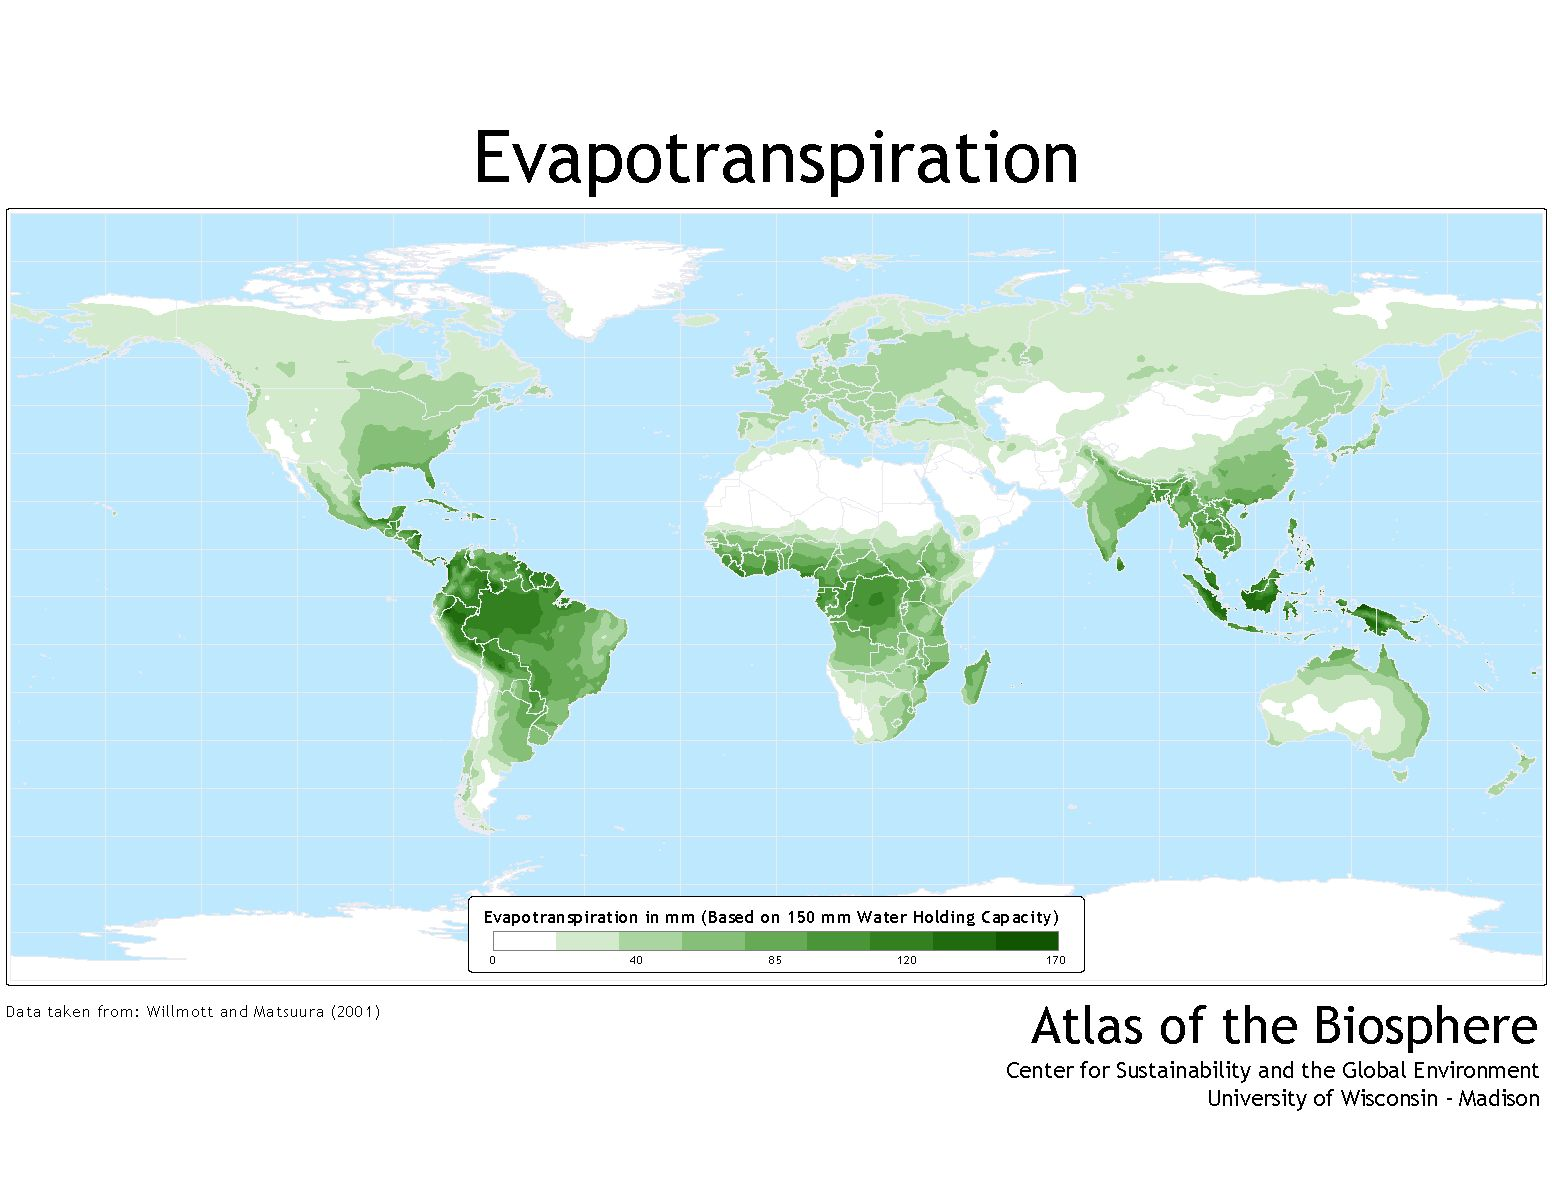 Evapotranspiration
Evapotranspiration in mm (Based on 150 mm Water Holding Capacity)
0 40 85 120 170
Data taken from: Willmott and Matsuura (2001)
Atlas of the Biosphere
Center for Sustainability and the Global Environment
University of Wisconsin - Madison